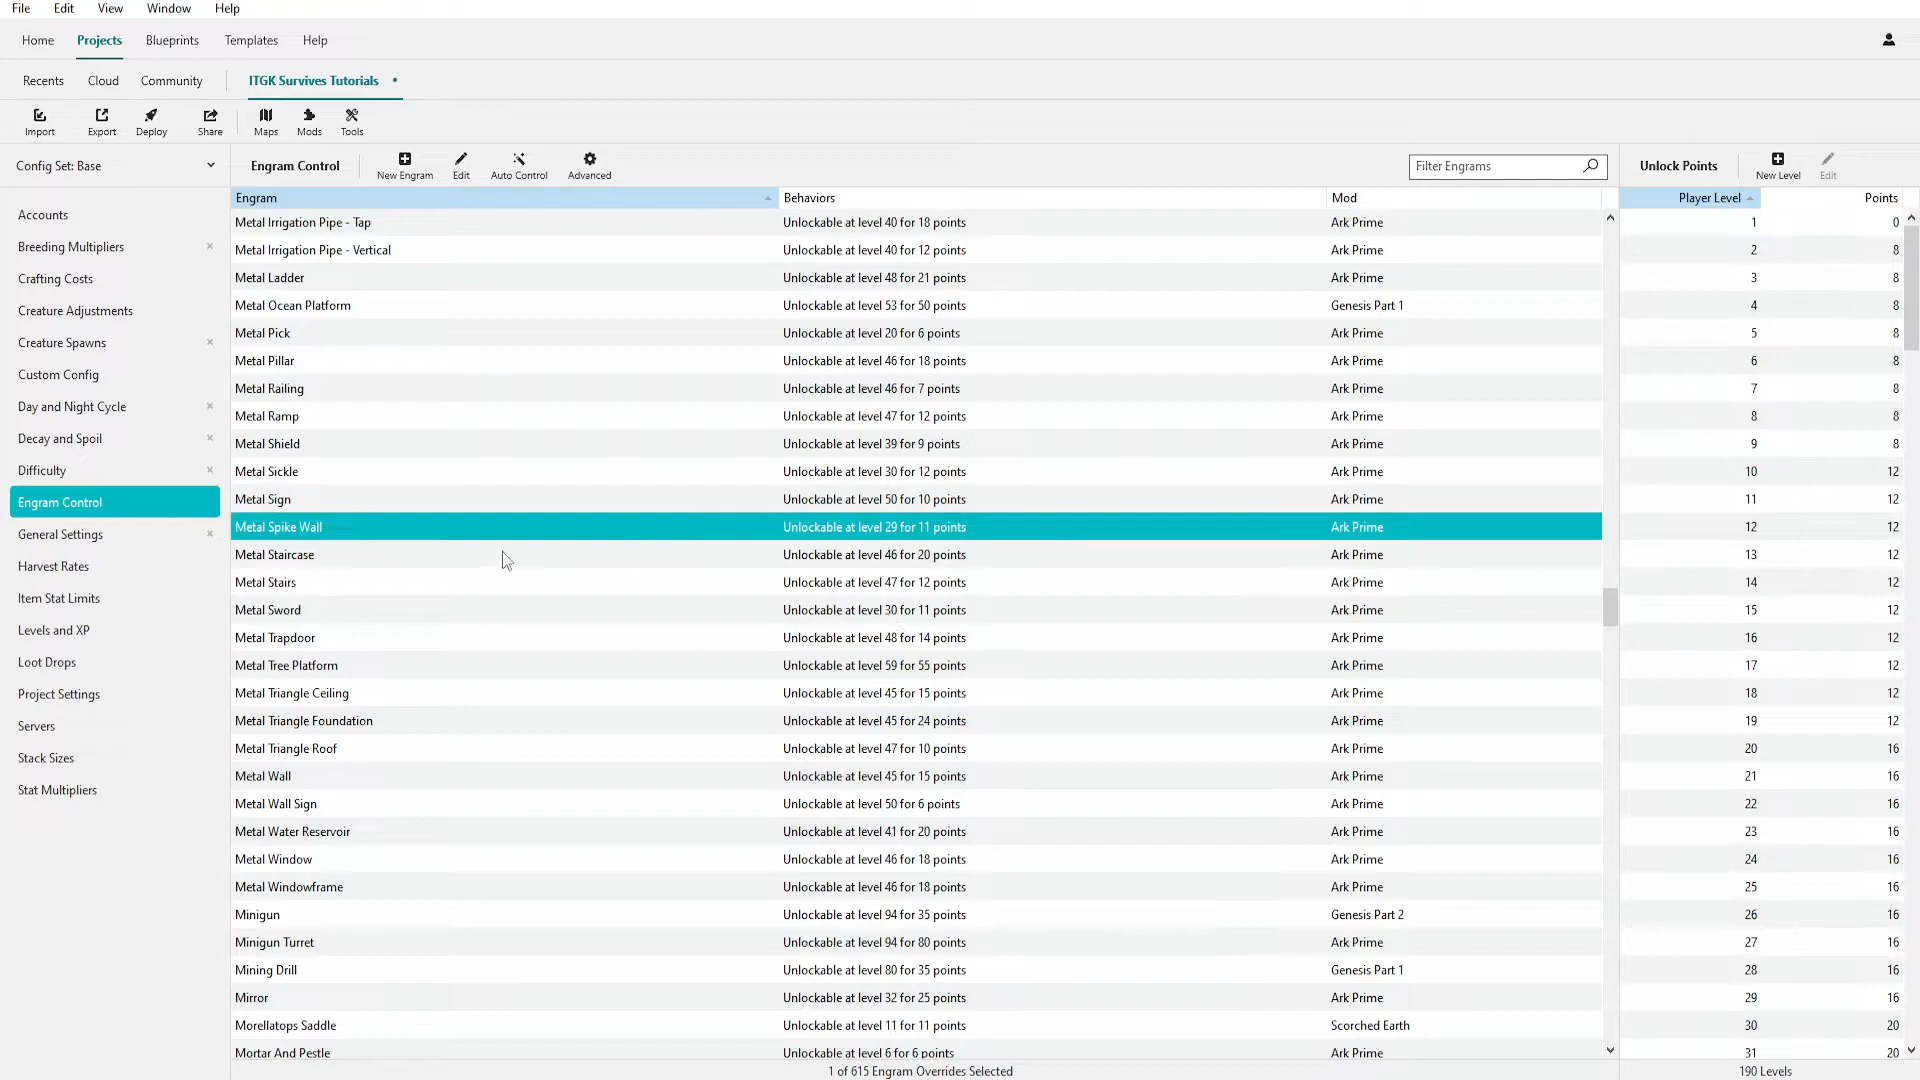 File Edit View Window Help
Home Projects Blueprints Templates Help
Recents Cloud Community ITGK Survives Tutorials •
Import Export Deploy Share Maps Mods Tools
Config Set: Base
Engram Control New Engram Edit Auto Control Advanced Filter Engrams
Unlock Points New Level Edit
Accounts
Breeding Multipliers ×
Crafting Costs
Creature Adjustments
Creature Spawns ×
Custom Config
Day and Night Cycle ×
Decay and Spoil ×
Difficulty ×
Engram Control
General Settings ×
Harvest Rates
Item Stat Limits
Levels and XP
Loot Drops
Project Settings
Servers
Stack Sizes
Stat Multipliers
Engram Behaviors Mod
Metal Irrigation Pipe - Tap Unlockable at level 40 for 18 points Ark Prime
Metal Irrigation Pipe - Vertical Unlockable at level 40 for 12 points Ark Prime
Metal Ladder Unlockable at level 48 for 21 points Ark Prime
Metal Ocean Platform Unlockable at level 53 for 50 points Genesis Part 1
Metal Pick Unlockable at level 20 for 6 points Ark Prime
Metal Pillar Unlockable at level 46 for 18 points Ark Prime
Metal Railing Unlockable at level 46 for 7 points Ark Prime
Metal Ramp Unlockable at level 47 for 12 points Ark Prime
Metal Shield Unlockable at level 39 for 9 points Ark Prime
Metal Sickle Unlockable at level 30 for 12 points Ark Prime
Metal Sign Unlockable at level 50 for 10 points Ark Prime
Metal Spike Wall Unlockable at level 29 for 11 points Ark Prime
Metal Staircase Unlockable at level 46 for 20 points Ark Prime
Metal Stairs Unlockable at level 47 for 12 points Ark Prime
Metal Sword Unlockable at level 30 for 11 points Ark Prime
Metal Trapdoor Unlockable at level 48 for 14 points Ark Prime
Metal Tree Platform Unlockable at level 59 for 55 points Ark Prime
Metal Triangle Ceiling Unlockable at level 45 for 15 points Ark Prime
Metal Triangle Foundation Unlockable at level 45 for 24 points Ark Prime
Metal Triangle Roof Unlockable at level 47 for 10 points Ark Prime
Metal Wall Unlockable at level 45 for 15 points Ark Prime
Metal Wall Sign Unlockable at level 50 for 6 points Ark Prime
Metal Water Reservoir Unlockable at level 41 for 20 points Ark Prime
Metal Window Unlockable at level 46 for 18 points Ark Prime
Metal Windowframe Unlockable at level 46 for 18 points Ark Prime
Minigun Unlockable at level 94 for 35 points Genesis Part 2
Minigun Turret Unlockable at level 94 for 80 points Ark Prime
Mining Drill Unlockable at level 80 for 35 points Genesis Part 1
Mirror Unlockable at level 32 for 25 points Ark Prime
Morellatops Saddle Unlockable at level 11 for 11 points Scorched Earth
Mortar And Pestle Unlockable at level 6 for 6 points Ark Prime
1 of 615 Engram Overrides Selected
Player Level Points
1 0
2 8
3 8
4 8
5 8
6 8
7 8
8 8
9 8
10 12
11 12
12 12
13 12
14 12
15 12
16 12
17 12
18 12
19 12
20 16
21 16
22 16
23 16
24 16
25 16
26 16
27 16
28 16
29 16
30 20
31 20
190 Levels